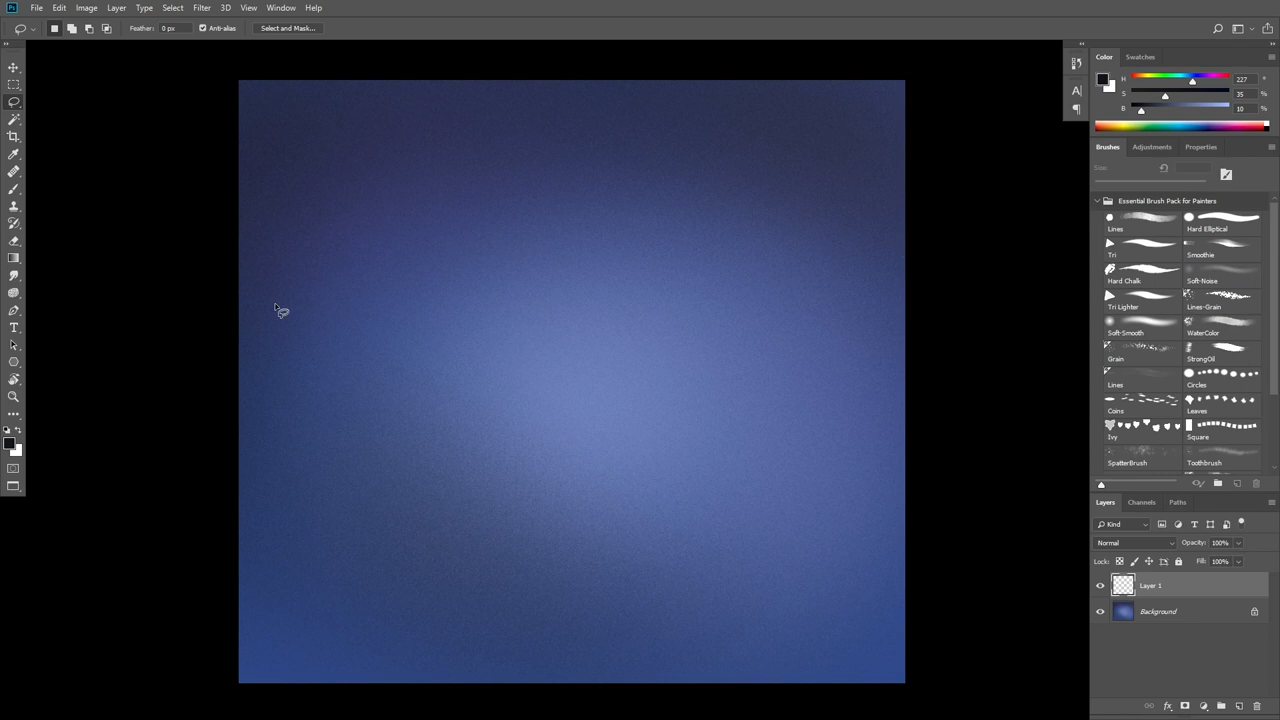 Ps File Edit Image Layer Type Select Filter 3D View Window Help
Feather: 0 px Anti-alias Select and Mask...
Color Swatches
H 227 °
S 35 %
B 10 %
Brushes Adjustments Properties
Size:
Essential Brush Pack for Painters
Lines Hard Elliptical
Tri Smoothie
Hard Chalk Soft-Noise
Tri Lighter Lines-Grain
Soft-Smooth WaterColor
Grain StrongOil
Lines Circles
Coins Leaves
Ivy Square
SpatterBrush Toothbrush
Layers Channels Paths
Kind
Normal Opacity: 100%
Lock: Fill: 100%
Layer 1
Background